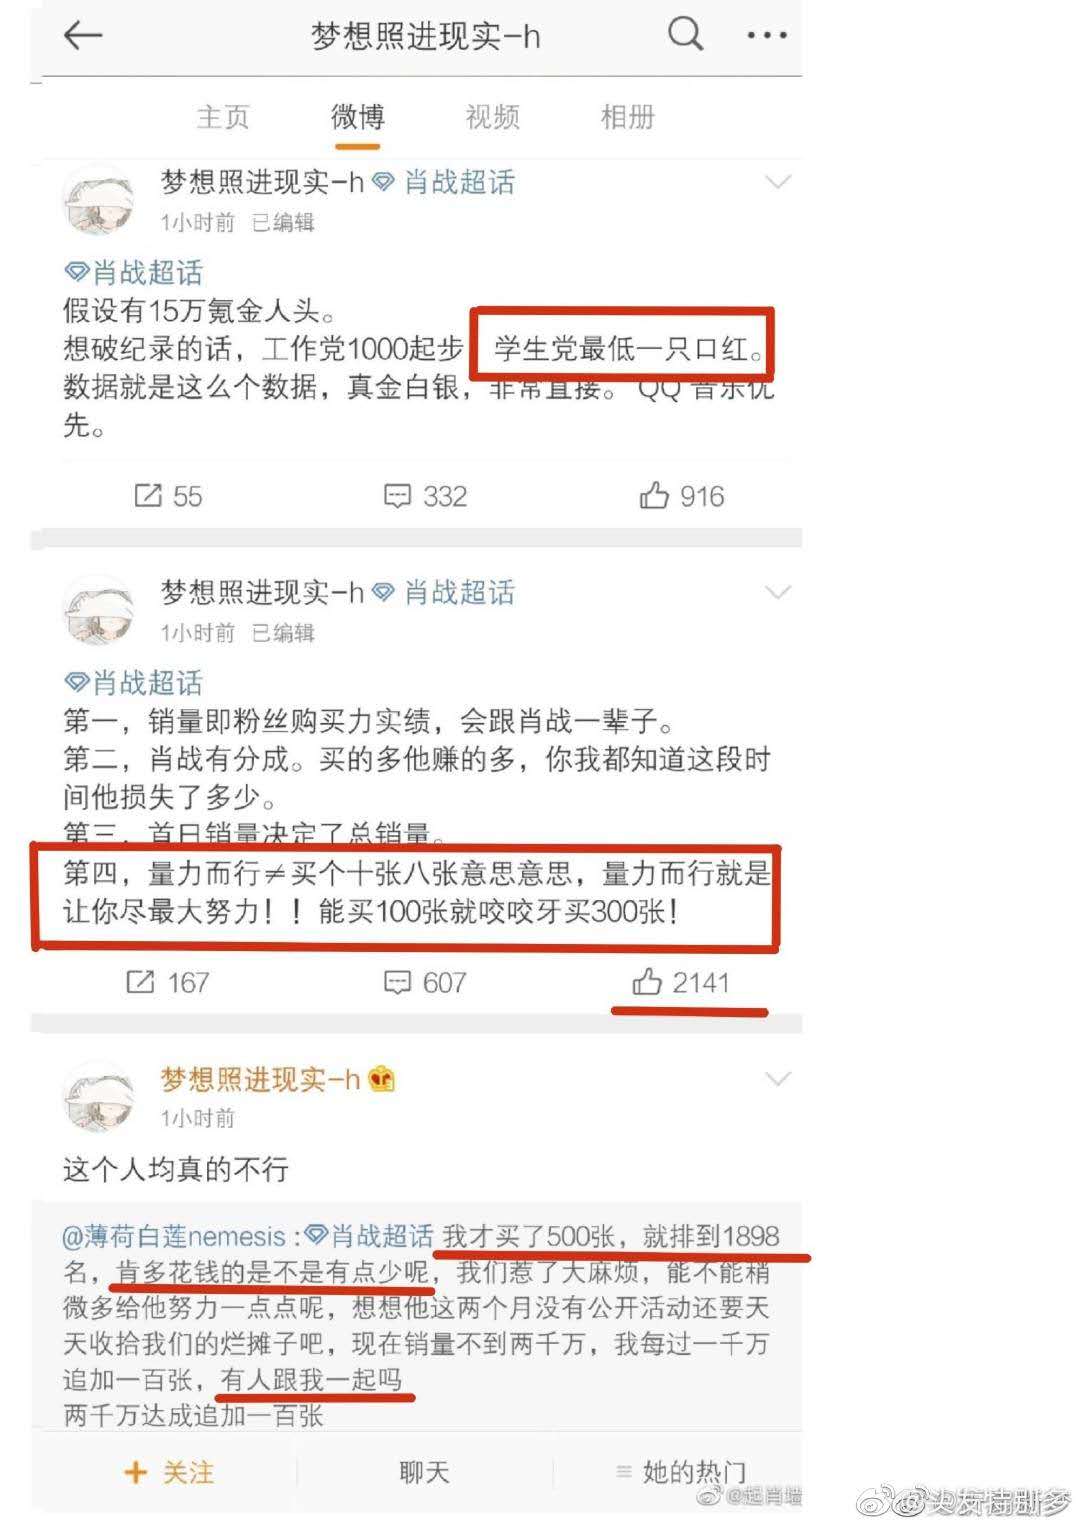 梦想照进现实-h
主页 微博 视频 相册
梦想照进现实-h 肖战超话
1小时前 已编辑
肖战超话
假设有15万氪金人头。
想破纪录的话，工作党1000起步 学生党最低一只口红。
数据就是这么个数据，真金白银，非常直接。QQ音乐优
先。
55 332 916
梦想照进现实-h 肖战超话
1小时前 已编辑
肖战超话
第一，销量即粉丝购买力实绩，会跟肖战一辈子。
第二，肖战有分成。买的多他赚的多，你我都知道这段时
间他损失了多少。
第三，首日销量决定了总销量。
第四，量力而行≠买个十张八张意思意思，量力而行就是
让你尽最大努力！！能买100张就咬咬牙买300张！
167 607 2141
梦想照进现实-h
1小时前
这个人均真的不行
@薄荷白莲nemesis:肖战超话 我才买了500张，就排到1898
名，肯多花钱的是不是有点少呢，我们惹了大麻烦，能不能稍
微多给他努力一点点呢，想想他这两个月没有公开活动还要天
天收拾我们的烂摊子吧，现在销量不到两千万，我每过一千万
追加一百张，有人跟我一起吗
两千万达成追加一百张
+ 关注 聊天 她的热门
@起肖墙